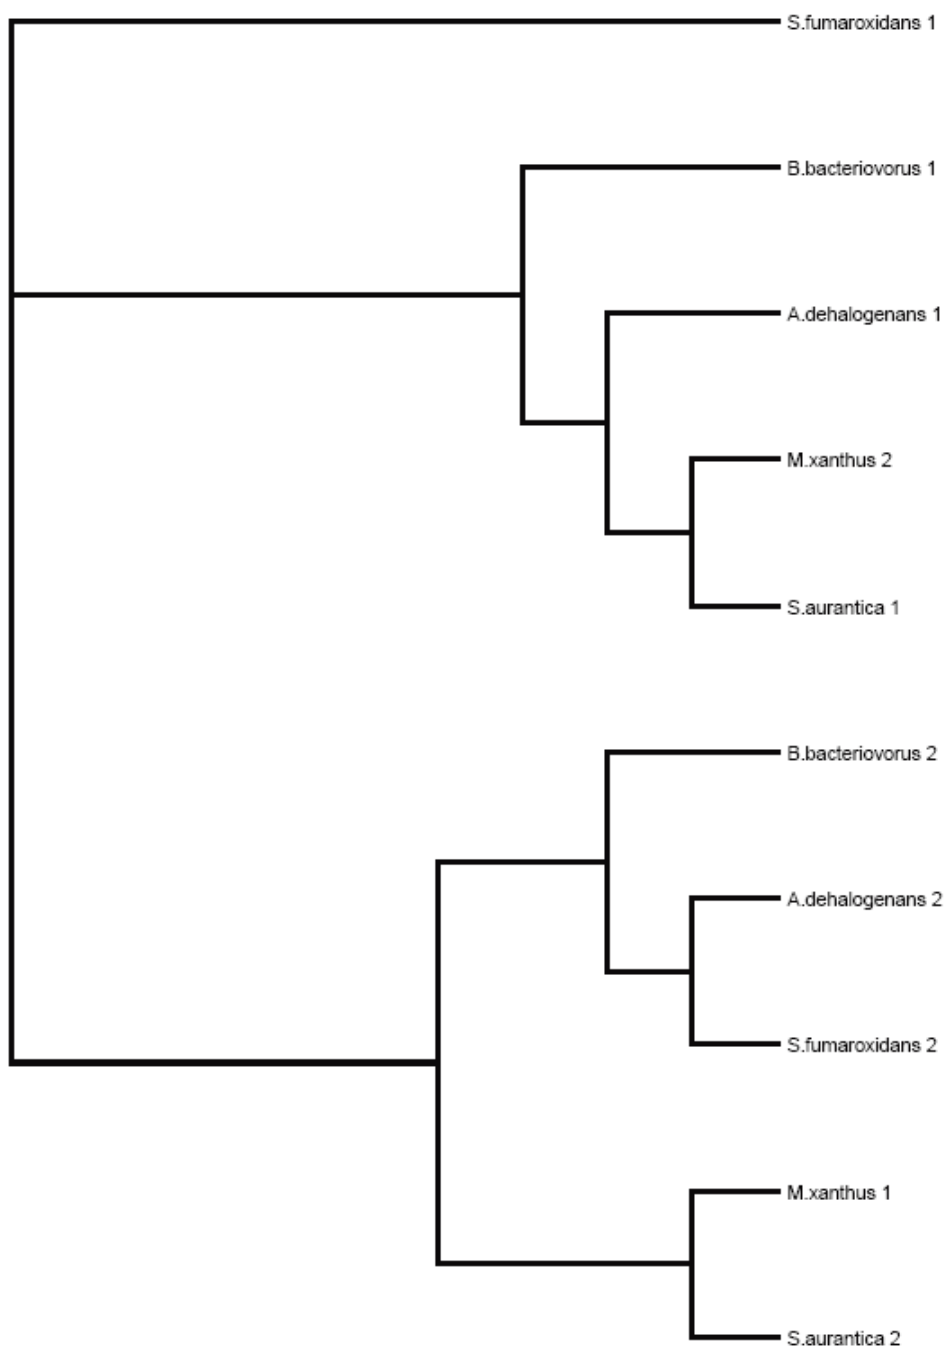 S.fumaroxidans 1
B.bacteriovorus 1
A.dehalogenans 1
M.xanthus 2
S.aurantica 1
B.bacteriovorus 2
A.dehalogenans 2
S.fumaroxidans 2
M.xanthus 1
S.aurantica 2